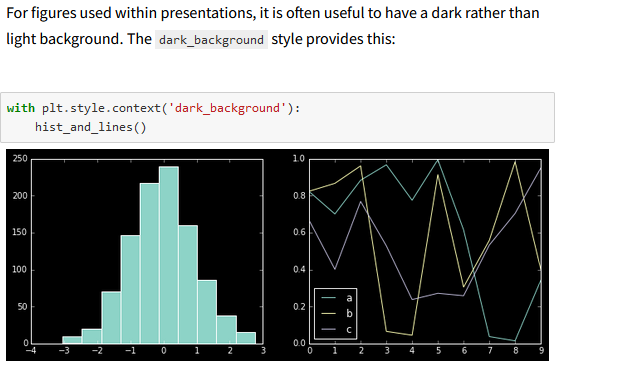 For figures used within presentations, it is often useful to have a dark rather than
light background. The dark_background style provides this:
with plt.style.context('dark_background'):
    hist_and_lines()
250
200
150
100
50
0
−4 −3 −2 −1 0 1 2 3
1.0
0.8
0.6
0.4
0.2
0.0
a
b
c
0 1 2 3 4 5 6 7 8 9